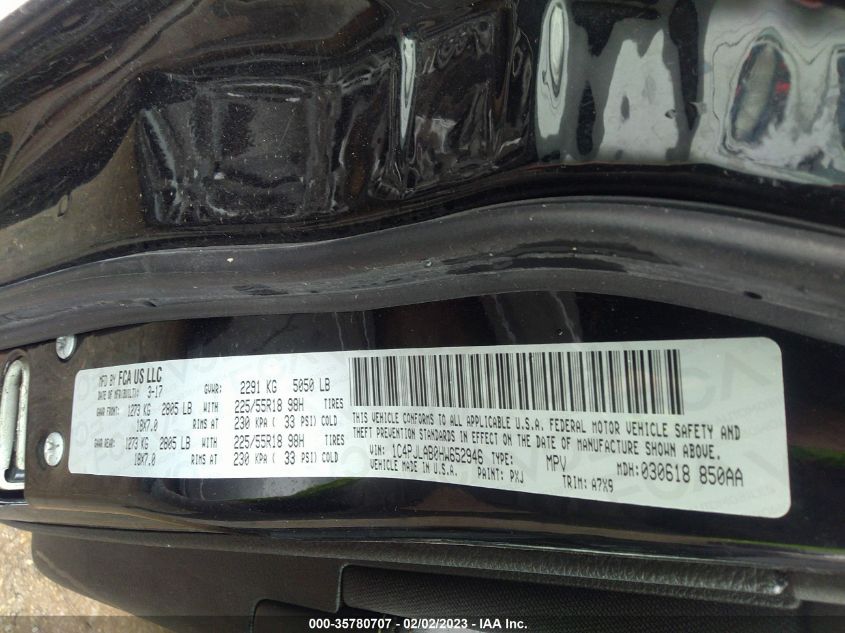 MFD BY FCA US LLC
DATE OF MFR(BUILT): 3-17 GVWR: 2291 KG 5050 LB
GAWR FRONT: 1273 KG 2805 LB WITH 225/55R18 98H TIRES
18X7.0 RIMS AT 230 KPA ( 33 PSI) COLD
GAWR REAR: 1273 KG 2805 LB WITH 225/55R18 98H TIRES
18X7.0 RIMS AT 230 KPA ( 33 PSI) COLD
THIS VEHICLE CONFORMS TO ALL APPLICABLE U.S.A. FEDERAL MOTOR VEHICLE SAFETY AND
THEFT PREVENTION STANDARDS IN EFFECT ON THE DATE OF MANUFACTURE SHOWN ABOVE.
VIN: 1C4PJLAB0HW652946 TYPE: MPV MDH: 030618 850AA
VEHICLE MADE IN U.S.A. PAINT: PXJ TRIM: A7X9
000-35780707 - 02/02/2023 - IAA Inc.